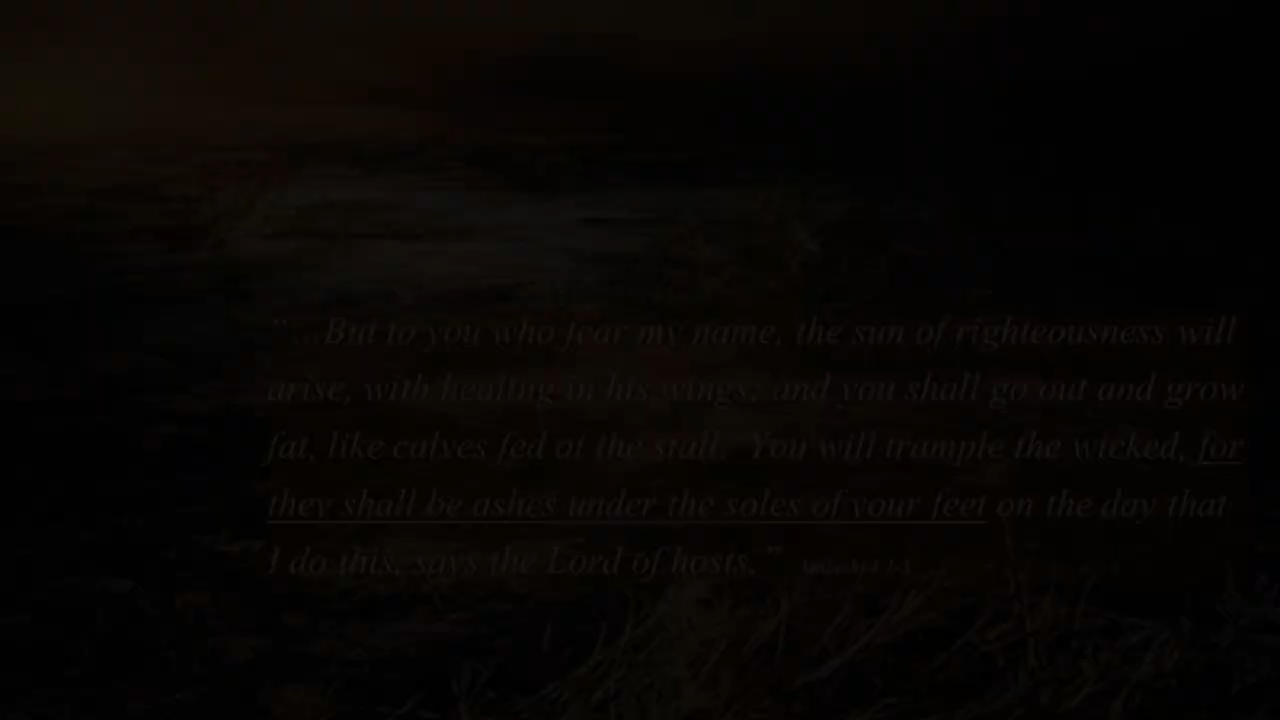 "...But to you who fear my name, the sun of righteousness will
arise, with healing in his wings; and you shall go out and grow
fat, like calves fed at the stall. You will trample the wicked, for
they shall be ashes under the soles of your feet on the day that
I do this, says the Lord of hosts."